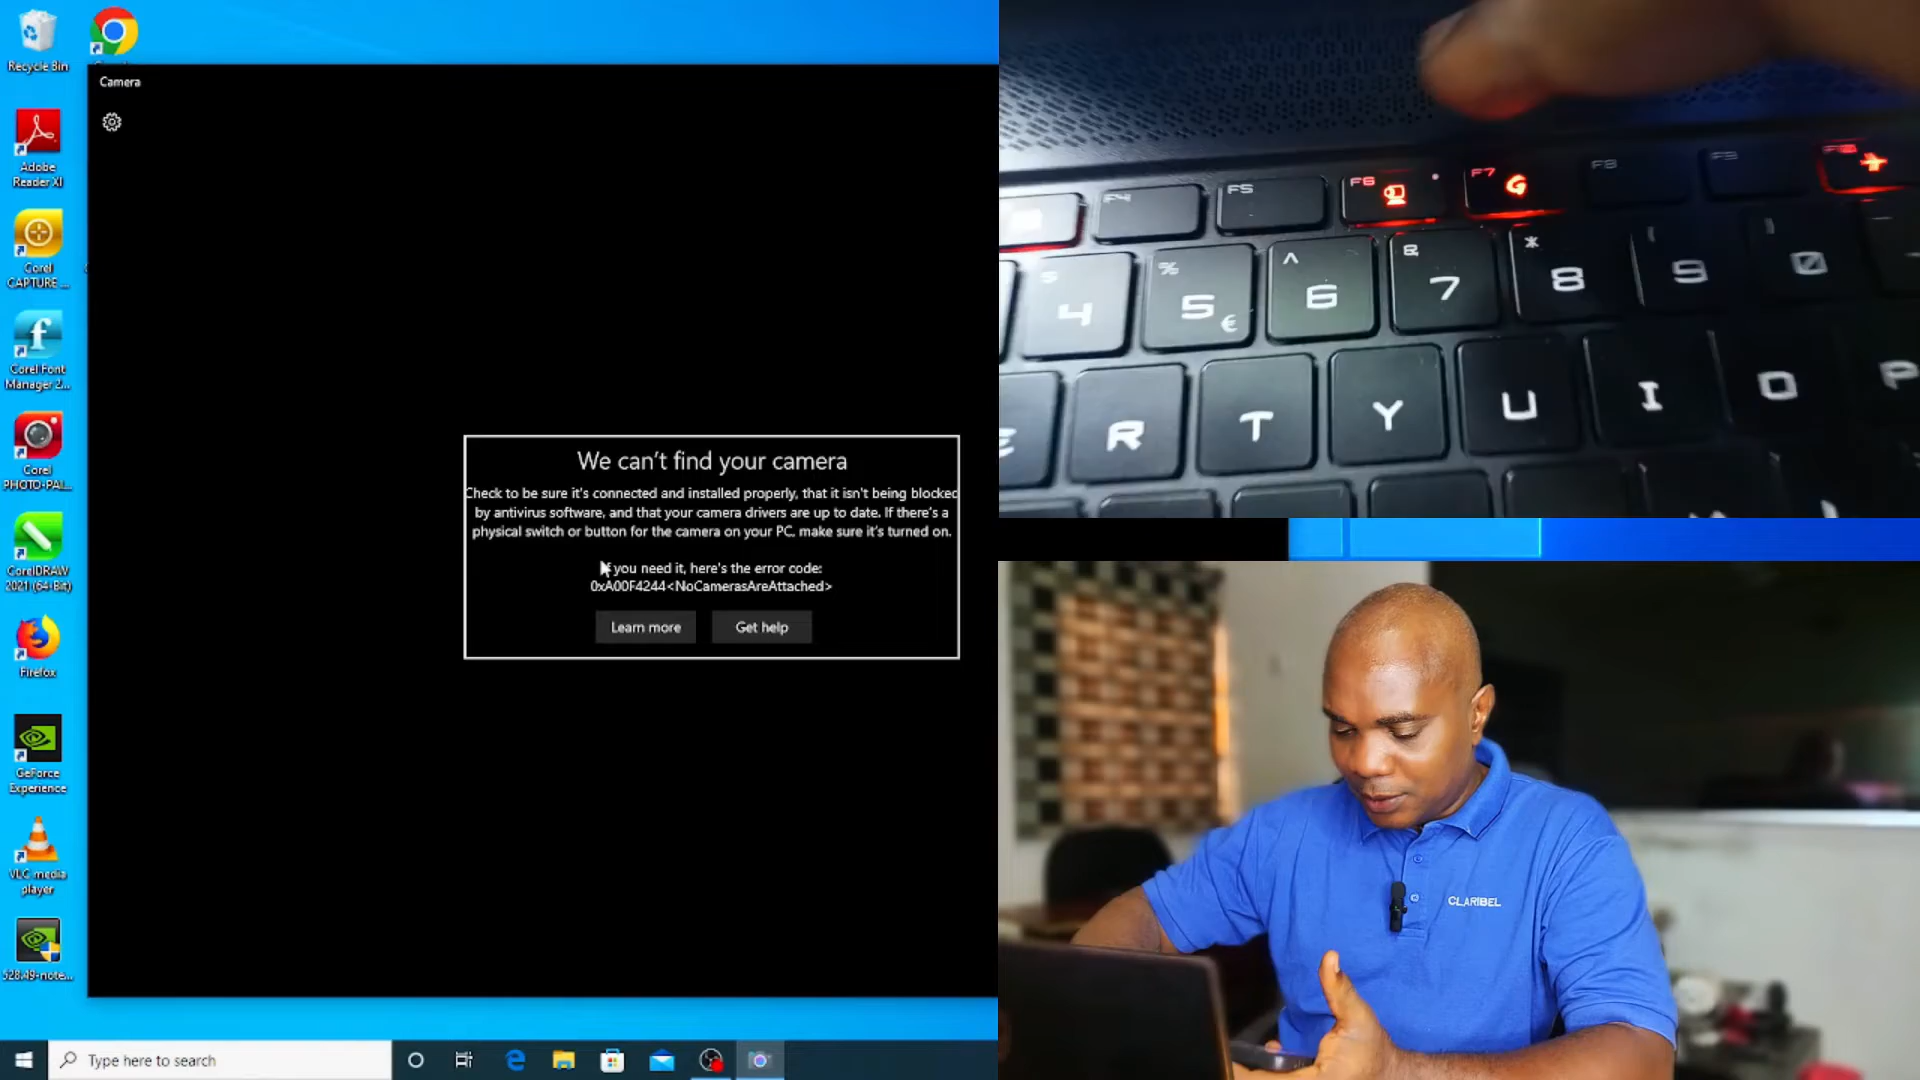 Recycle Bin
Adobe
Reader XI
Corel
CAPTURE ...
Corel Font
Manager 2...
Corel
PHOTO-PAI...
CorelDRAW
2021 (64-Bit)
Firefox
GeForce
Experience
VLC media
player
528.49-note...
Camera
We can't find your camera
Check to be sure it's connected and installed properly, that it isn't being blocked
by antivirus software, and that your camera drivers are up to date. If there's a
physical switch or button for the camera on your PC, make sure it's turned on.
If you need it, here's the error code:
0xA00F4244<NoCamerasAreAttached>
Learn more
Get help
Type here to search
F4 F5 F6 F7 G F8 F9
$ 4 % 5 € ^ 6 & 7 * 8 ( 9 ) 0
E R T Y U I O P
CLARIBEL